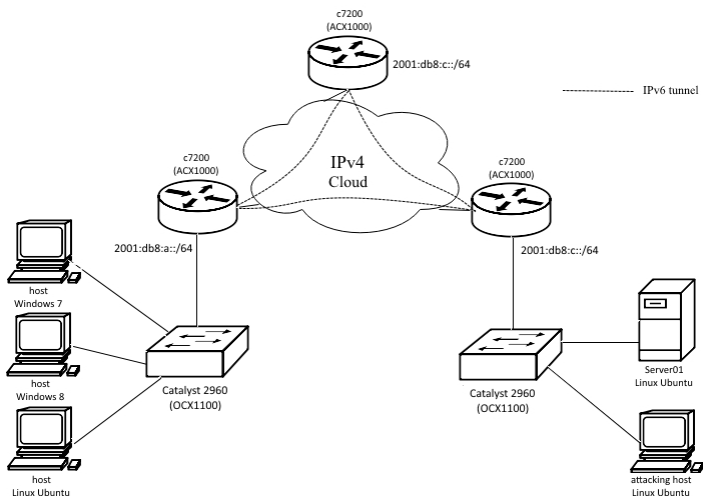 c7200
(ACX1000)
2001:db8:c::/64
IPv6 tunnel
IPv4
Cloud
c7200
(ACX1000)
c7200
(ACX1000)
2001:db8:a::/64
2001:db8:c::/64
host
Windows 7
host
Windows 8
host
Linux Ubuntu
Catalyst 2960
(OCX1100)
Catalyst 2960
(OCX1100)
Server01
Linux Ubuntu
attacking host
Linux Ubuntu